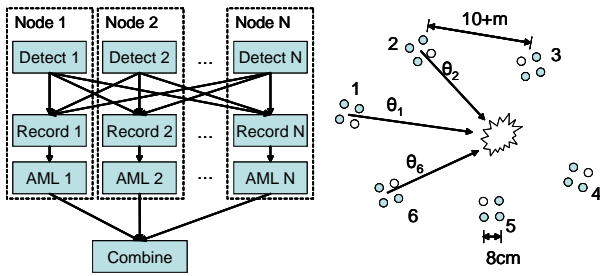 Node 1 Node 2 Node N
Detect 1 Detect 2 ... Detect N
Record 1 Record 2 ... Record N
AML 1 AML 2 ... AML N
Combine
10+m
2
3
θ2
1
θ1
θ6
4
6
5
8cm